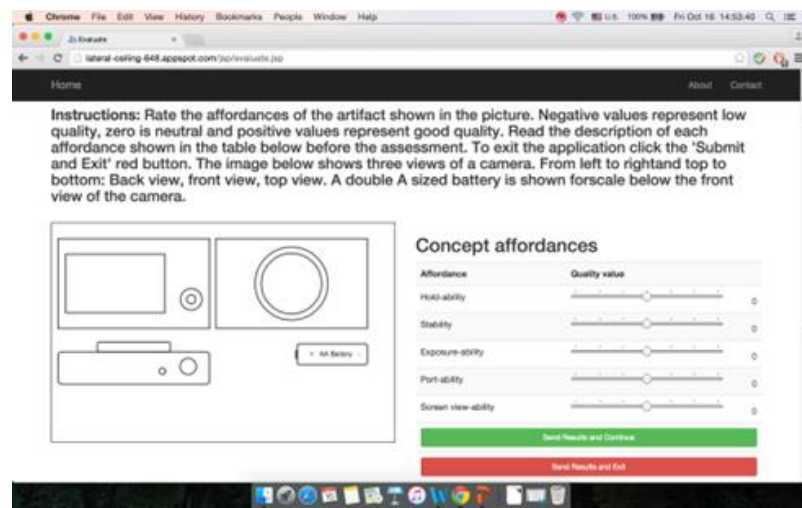 Chrome File Edit View History Bookmarks People Window Help
U.S. 100% Fri Oct 16 14:53:40
Evaluate
lateral-ceiling-648.appspot.com/jsp/evaluate.jsp
Home About Contact
Instructions: Rate the affordances of the artifact shown in the picture. Negative values represent low
quality, zero is neutral and positive values represent good quality. Read the description of each
affordance shown in the table below before the assessment. To exit the application click the 'Submit
and Exit' red button. The image below shows three views of a camera. From left to rightand top to
bottom: Back view, front view, top view. A double A sized battery is shown forscale below the front
view of the camera.
+ AA Battery -
Concept affordances
Affordance Quality value
Hold-ability 0
Stability 0
Exposure-ability 0
Port-ability 0
Screen view-ability 0
Send Results and Continue
Send Results and Exit